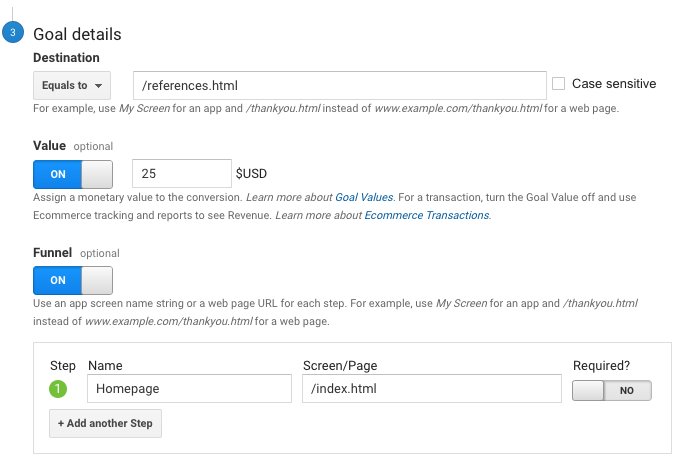 3
Goal details
Destination
Equals to
/references.html
Case sensitive
For example, use My Screen for an app and /thankyou.html instead of www.example.com/thankyou.html for a web page.
Value optional
ON
25
$USD
Assign a monetary value to the conversion. Learn more about Goal Values. For a transaction, turn the Goal Value off and use
Ecommerce tracking and reports to see Revenue. Learn more about Ecommerce Transactions.
Funnel optional
ON
Use an app screen name string or a web page URL for each step. For example, use My Screen for an app and /thankyou.html
instead of www.example.com/thankyou.html for a web page.
Step Name Screen/Page Required?
1 Homepage /index.html NO
+ Add another Step